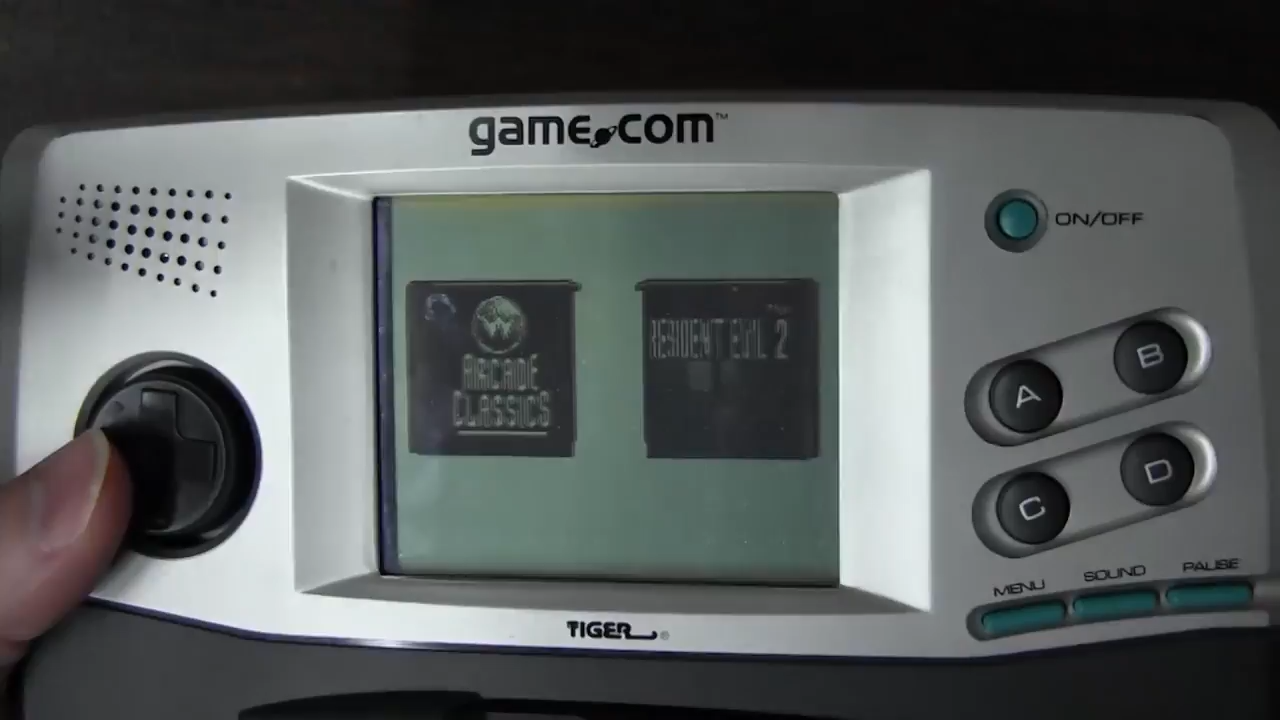 game.com™
ON/OFF
W
ARCADE
CLASSICS
RESIDENT EVIL 2
A
B
C
D
MENU
SOUND
PAUSE
TIGER®